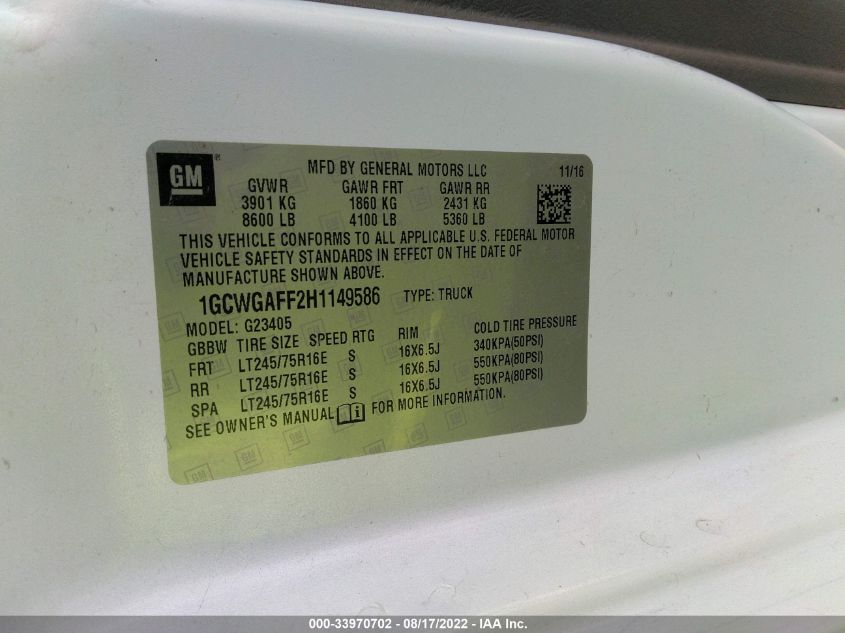 GM
MFD BY GENERAL MOTORS LLC 11/16
GVWR GAWR FRT GAWR RR
3901 KG 1860 KG 2431 KG
8600 LB 4100 LB 5360 LB
THIS VEHICLE CONFORMS TO ALL APPLICABLE U.S. FEDERAL MOTOR
VEHICLE SAFETY STANDARDS IN EFFECT ON THE DATE OF
MANUFACTURE SHOWN ABOVE.
1GCWGAFF2H1149586 TYPE: TRUCK
MODEL: G23405
GBBW TIRE SIZE SPEED RTG RIM COLD TIRE PRESSURE
FRT LT245/75R16E S 16X6.5J 340KPA(50PSI)
RR LT245/75R16E S 16X6.5J 550KPA(80PSI)
SPA LT245/75R16E S 16X6.5J 550KPA(80PSI)
SEE OWNER'S MANUAL FOR MORE INFORMATION.
000-33970702 - 08/17/2022 - IAA Inc.